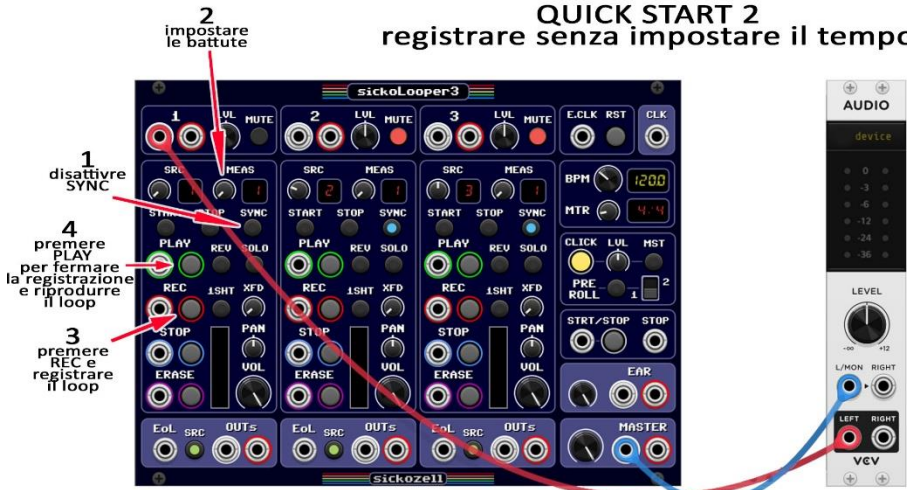 QUICK START 2
registrare senza impostare il tempo
2
impostare
le battute
1
disattivre
SYNC
4
premere
PLAY
per fermare
la registrazione
e riprodurre
il loop
3
premere
REC e
registrare
il loop
sickoLooper3
1 LVL MUTE
2 LVL MUTE
3 LVL MUTE
E.CLK RST CLK
SRC MEAS
1 1
START STOP SYNC
PLAY REV SOLO
REC 1SHT XFD
STOP PAN
ERASE VOL
EoL SRC OUTs
SRC MEAS
2 1
START STOP SYNC
PLAY REV SOLO
REC 1SHT XFD
STOP PAN
ERASE VOL
EoL SRC OUTs
SRC MEAS
3 1
START STOP SYNC
PLAY REV SOLO
REC 1SHT XFD
STOP PAN
ERASE VOL
EoL SRC OUTs
BPM 120.0
MTR 4:4
CLICK LVL MST
PRE
ROLL 1 2
STRT/STOP STOP
EAR
MASTER
sickozell
AUDIO
device
0
-3
-6
-12
-24
-36
LEVEL
-∞ +12
L/MON RIGHT
LEFT RIGHT
VCV